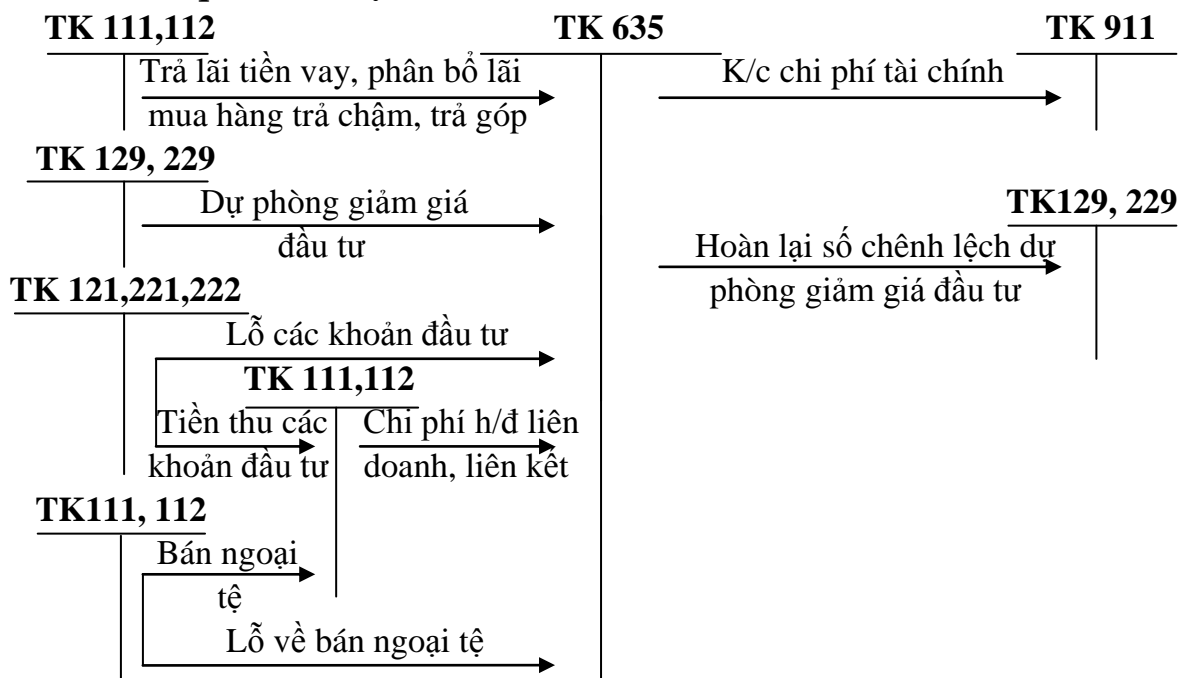 TK 111,112 TK 635 TK 911
Trả lãi tiền vay, phân bổ lãi K/c chi phí tài chính
mua hàng trả chậm, trả góp
TK 129, 229
Dự phòng giảm giá TK129, 229
đầu tư Hoàn lại số chênh lệch dự
TK 121,221,222 phòng giảm giá đầu tư
Lỗ các khoản đầu tư
TK 111,112
Tiền thu các Chi phí h/đ liên
khoản đầu tư doanh, liên kết
TK111, 112
Bán ngoại
tệ
Lỗ về bán ngoại tệ